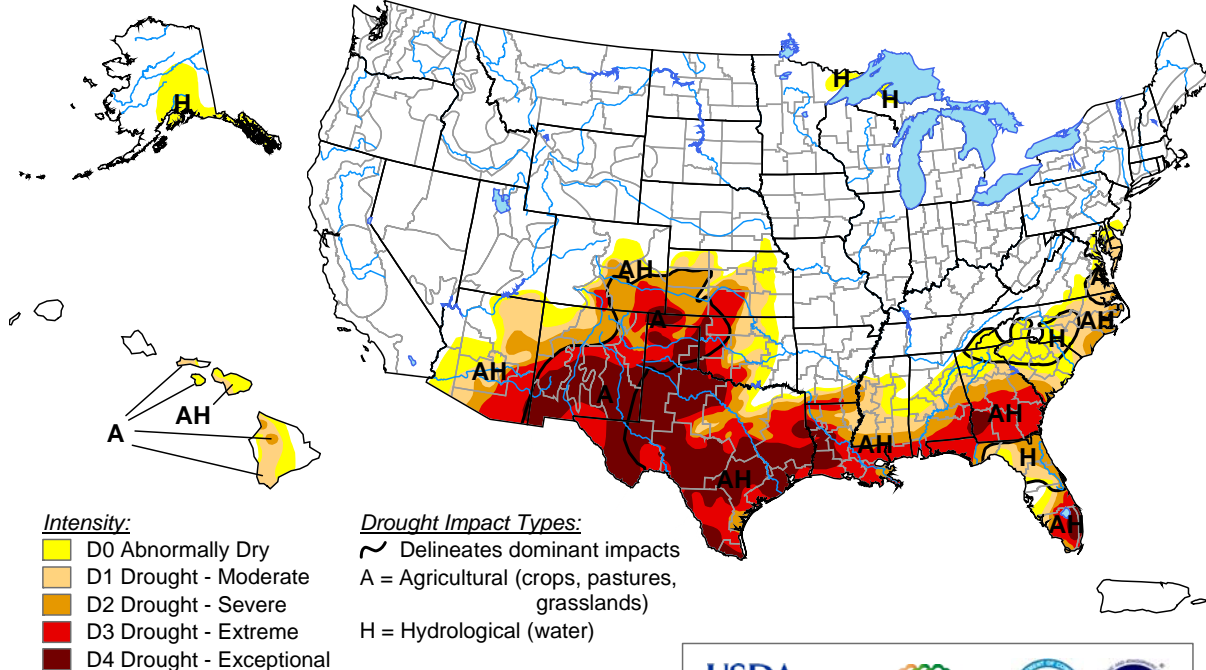 H
H
H
AH
A
AH
A
AH
AH
A
A
AH
H
AH
AH
H
AH
Intensity:
D0 Abnormally Dry
D1 Drought - Moderate
D2 Drought - Severe
D3 Drought - Extreme
D4 Drought - Exceptional
Drought Impact Types:
Delineates dominant impacts
A = Agricultural (crops, pastures,
grasslands)
H = Hydrological (water)
USDA